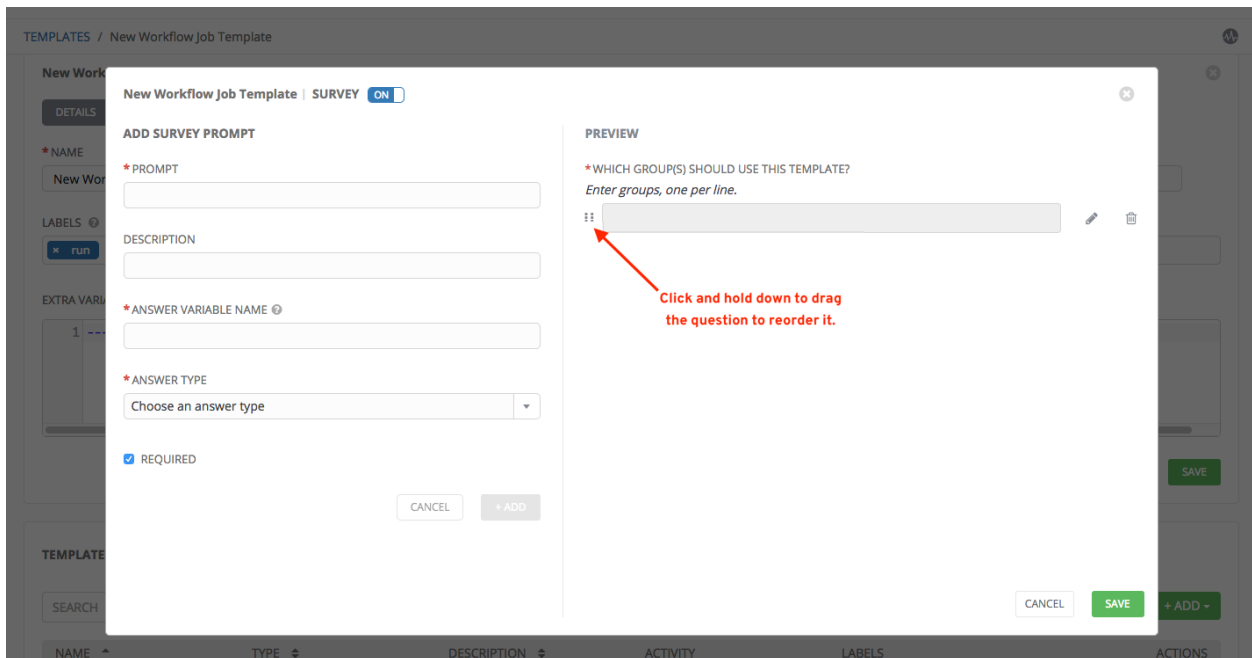 TEMPLATES / New Workflow Job Template
New Work
DETAILS
* NAME
New Wor
LABELS
× run
EXTRA VARIA
1 ---
SAVE
New Workflow Job Template | SURVEY ON
ADD SURVEY PROMPT
* PROMPT
DESCRIPTION
* ANSWER VARIABLE NAME
* ANSWER TYPE
Choose an answer type
REQUIRED
CANCEL + ADD
PREVIEW
* WHICH GROUP(S) SHOULD USE THIS TEMPLATE?
Enter groups, one per line.
Click and hold down to drag
the question to reorder it.
CANCEL SAVE
TEMPLATE
SEARCH
+ ADD
NAME TYPE DESCRIPTION ACTIVITY LABELS ACTIONS